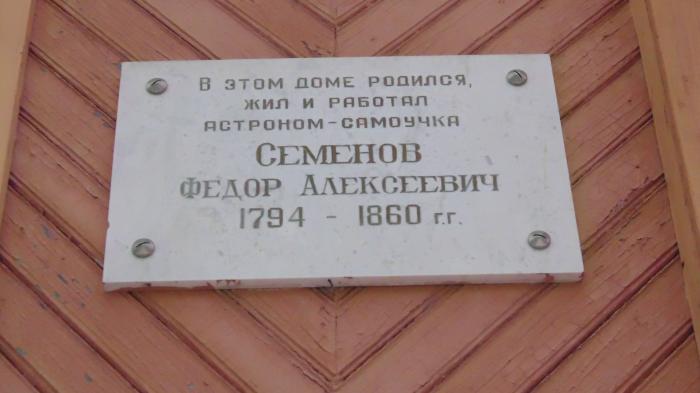 В ЭТОМ ДОМЕ РОДИЛСЯ,
ЖИЛ И РАБОТАЛ
АСТРОНОМ-САМОУЧКА
СЕМЕНОВ
ФЕДОР АЛЕКСЕЕВИЧ
1794 - 1860 г.г.